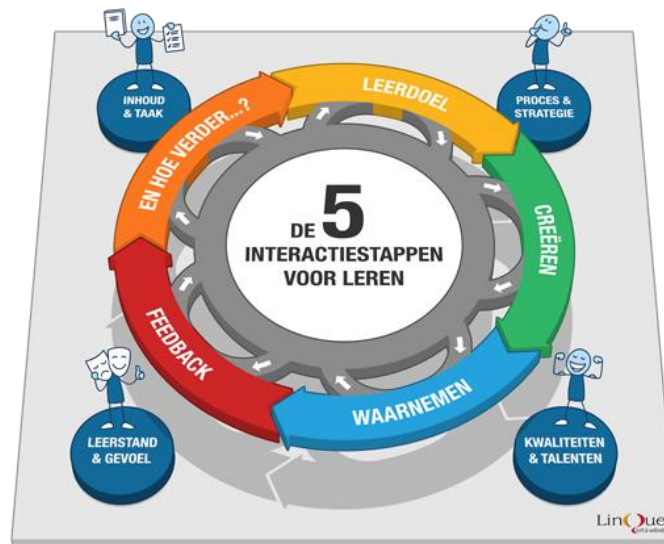 INHOUD
& TAAK
PROCES &
STRATEGIE
LEERDOEL
CREËREN
WAARNEMEN
FEEDBACK
EN HOE VERDER...?
DE 5
INTERACTIESTAPPEN
VOOR LEREN
LEERSTAND
& GEVOEL
KWALITEITEN
& TALENTEN
LinQue